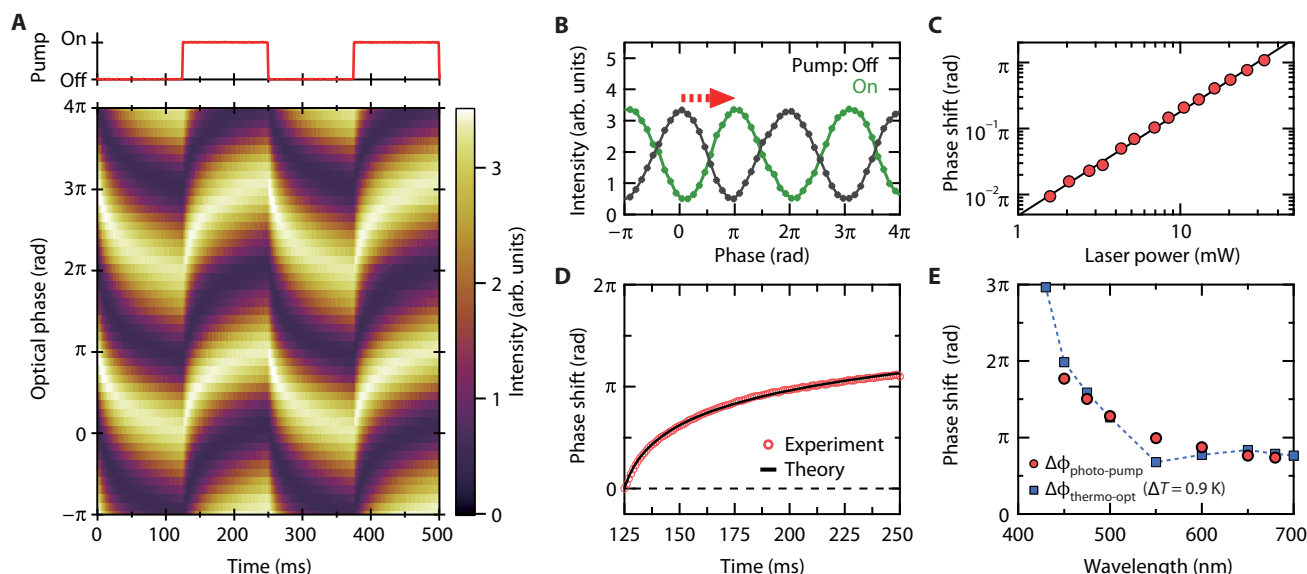 A
Pump
On
Off
Optical phase (rad)
4π
3π
2π
π
0
−π
0 100 200 300 400 500
Time (ms)
3
2
1
0
Intensity (arb. units)
B
Intensity (arb. units)
5
4
3
2
1
0
Pump: Off
On
−π 0 π 2π 3π 4π
Phase (rad)
C
Phase shift (rad)
π
10⁻¹π
10⁻²π
1 10
Laser power (mW)
D
Phase shift (rad)
2π
π
0
Experiment
Theory
125 150 175 200 225 250
Time (ms)
E
Phase shift (rad)
3π
2π
π
0π
Δϕphoto-pump
Δϕthermo-opt (ΔT = 0.9 K)
400 500 600 700
Wavelength (nm)